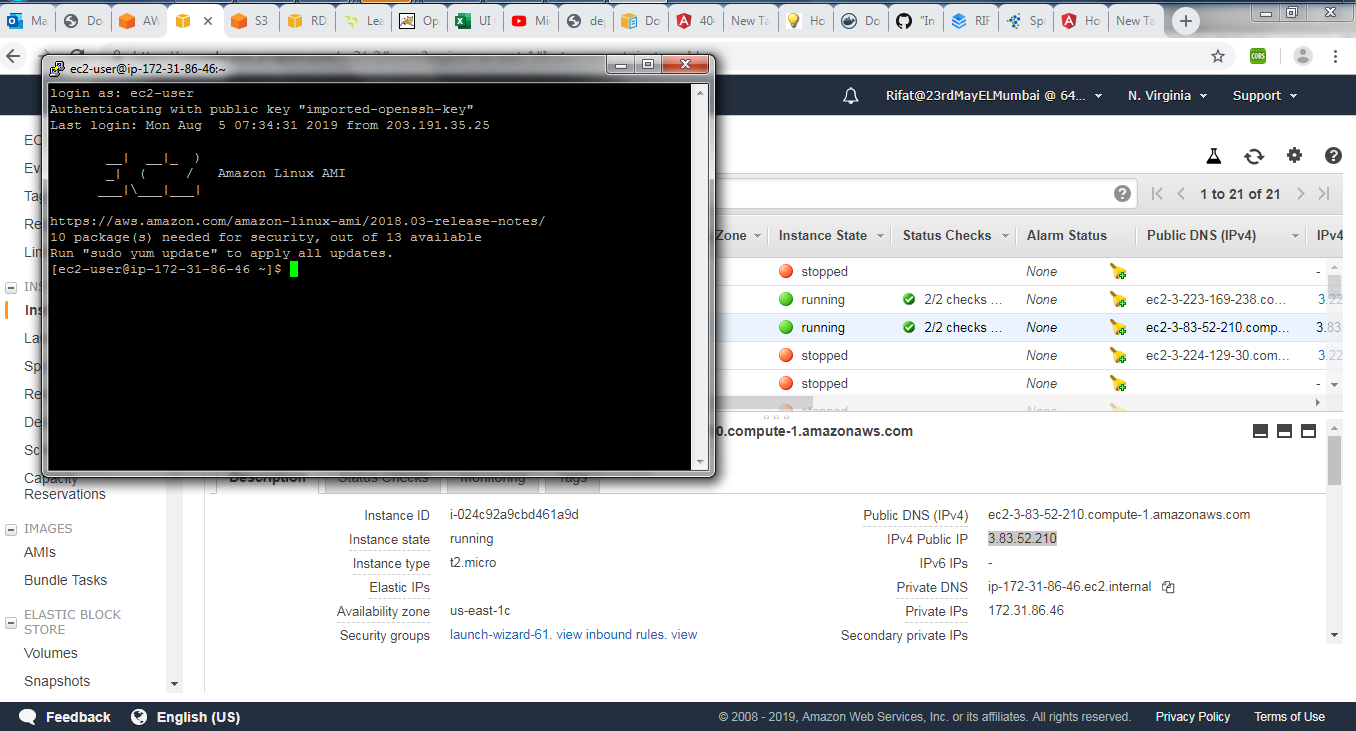 Ma
Do
AW
S3
RD
Lea
Op
UI
Mic
dep
Do
404
New Ta
Ho
Do
"In
RIF
Sp
Ho
New Ta
CORS
ec2-user@ip-172-31-86-46:~
login as: ec2-user
Authenticating with public key "imported-openssh-key"
Last login: Mon Aug  5 07:34:31 2019 from 203.191.35.25
__|  __|_  )
_|  (     /   Amazon Linux AMI
___|\___|___|
https://aws.amazon.com/amazon-linux-ami/2018.03-release-notes/
10 package(s) needed for security, out of 13 available
Run "sudo yum update" to apply all updates.
[ec2-user@ip-172-31-86-46 ~]$
Rifat@23rdMayELMumbai @ 64...
N. Virginia
Support
1 to 21 of 21
Zone
Instance State
Status Checks
Alarm Status
Public DNS (IPv4)
IPv4
stopped None -
running 2/2 checks ... None ec2-3-223-169-238.co... 3.22
running 2/2 checks ... None ec2-3-83-52-210.comp... 3.83
stopped None ec2-3-224-129-30.com... 3.22
stopped None -
stopped None
0.compute-1.amazonaws.com
Description
Status Checks
Monitoring
Tags
Instance ID i-024c92a9cbd461a9d
Instance state running
Instance type t2.micro
Elastic IPs
Availability zone us-east-1c
Security groups launch-wizard-61. view inbound rules. view
Public DNS (IPv4) ec2-3-83-52-210.compute-1.amazonaws.com
IPv4 Public IP 3.83.52.210
IPv6 IPs -
Private DNS ip-172-31-86-46.ec2.internal
Private IPs 172.31.86.46
Secondary private IPs
EC
Ev
Tag
Re
Lim
INS
Ins
La
Sp
Re
De
Sc
Capacity
Reservations
IMAGES
AMIs
Bundle Tasks
ELASTIC BLOCK
STORE
Volumes
Snapshots
Feedback
English (US)
© 2008 - 2019, Amazon Web Services, Inc. or its affiliates. All rights reserved.
Privacy Policy
Terms of Use